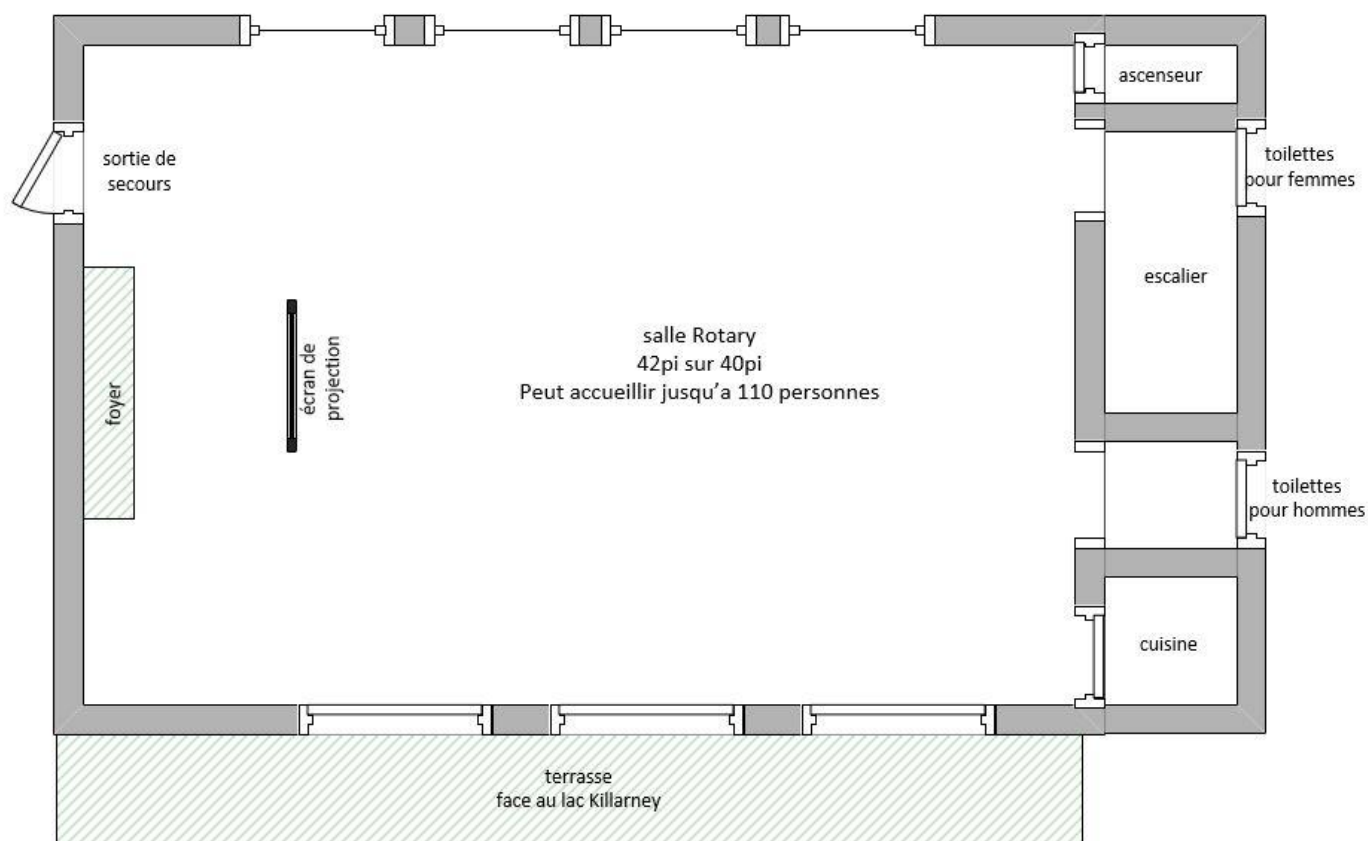 ascenseur
sortie de
secours
toilettes
pour femmes
escalier
salle Rotary
42pi sur 40pi
Peut accueillir jusqu’a 110 personnes
écran de
projection
foyer
toilettes
pour hommes
cuisine
terrasse
face au lac Killarney